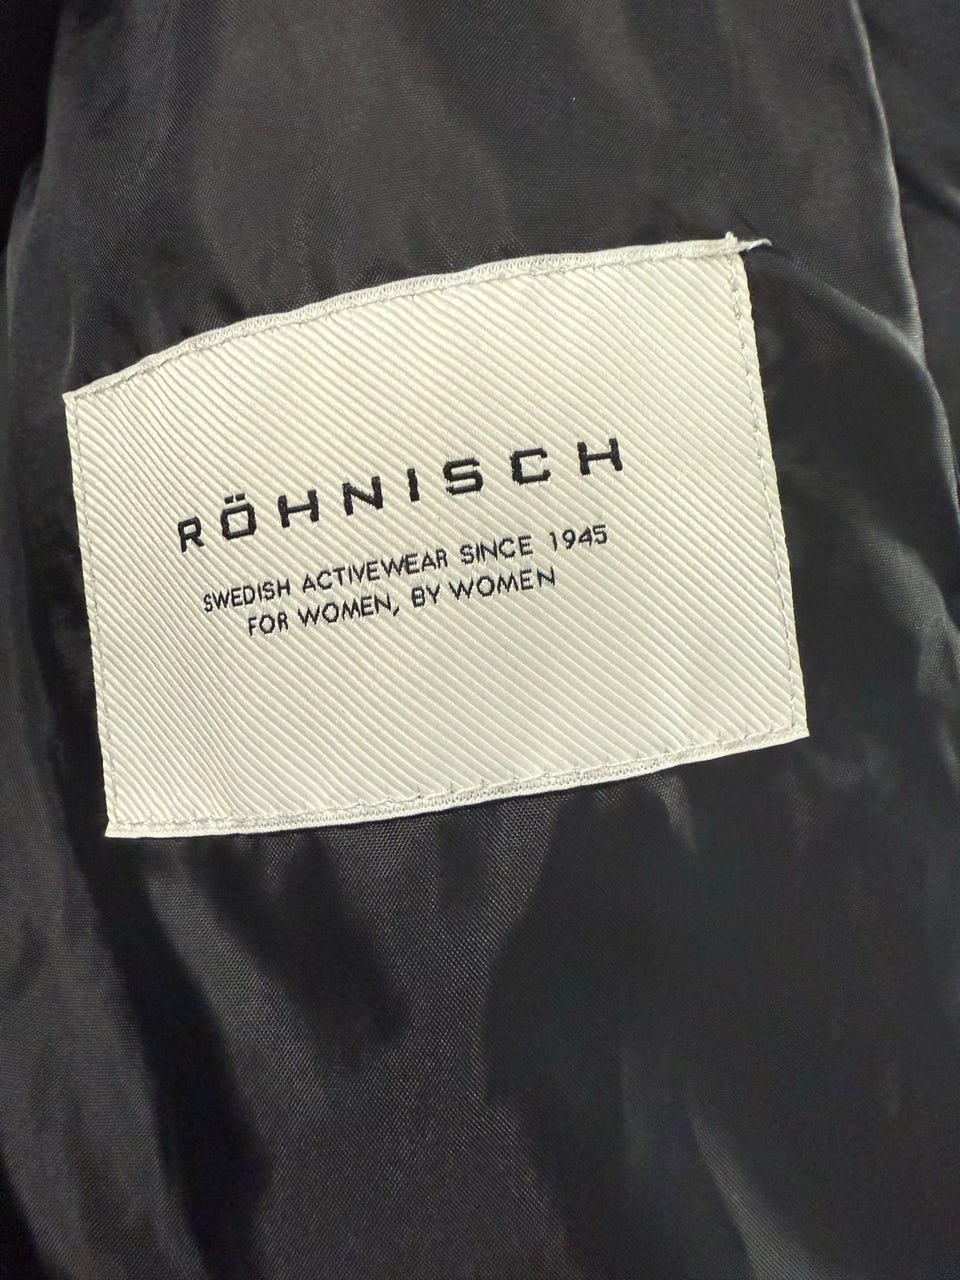 RÖHNISCH
SWEDISH ACTIVEWEAR SINCE 1945
FOR WOMEN, BY WOMEN